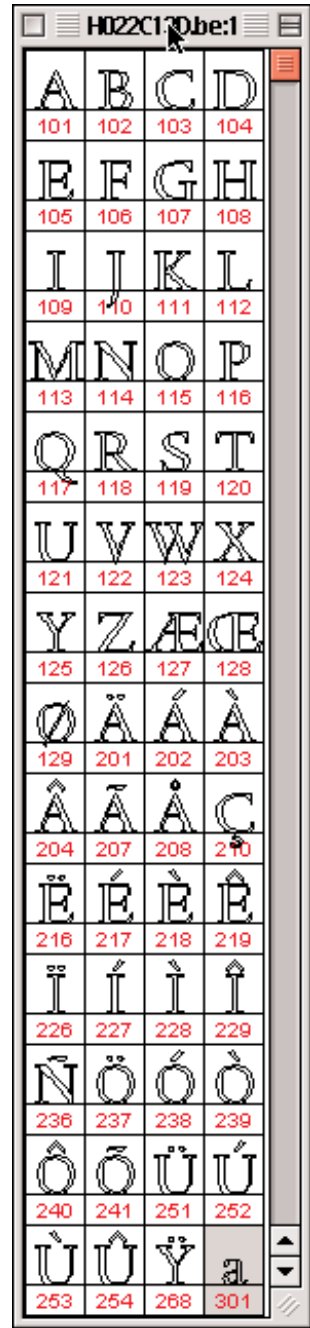 H022C13D.be:1
A B C D
101 102 103 104
E F G H
105 106 107 108
I J K L
109 110 111 112
M N O P
113 114 115 116
Q R S T
117 118 119 120
U V W X
121 122 123 124
Y Z Æ Œ
125 126 127 128
Ø Ä Á À
129 201 202 203
Â Ã Å Ç
204 207 208 210
Ë É È Ê
216 217 218 219
Ï Í Ì Î
226 227 228 229
Ñ Ö Ó Ò
236 237 238 239
Ô Õ Ü Ú
240 241 251 252
Ù Û Ÿ a
253 254 268 301